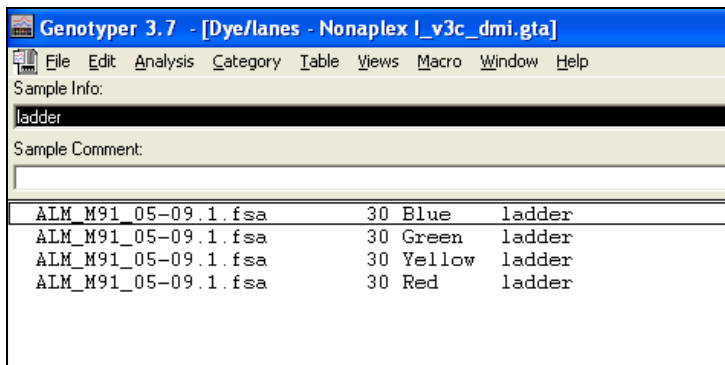 Genotyper 3.7 - [Dye/lanes - Nonaplex I_v3c_dmi.gta]
File Edit Analysis Category Table Views Macro Window Help
Sample Info:
ladder
Sample Comment:
ALM_M91_05-09.1.fsa 30 Blue ladder
ALM_M91_05-09.1.fsa 30 Green ladder
ALM_M91_05-09.1.fsa 30 Yellow ladder
ALM_M91_05-09.1.fsa 30 Red ladder